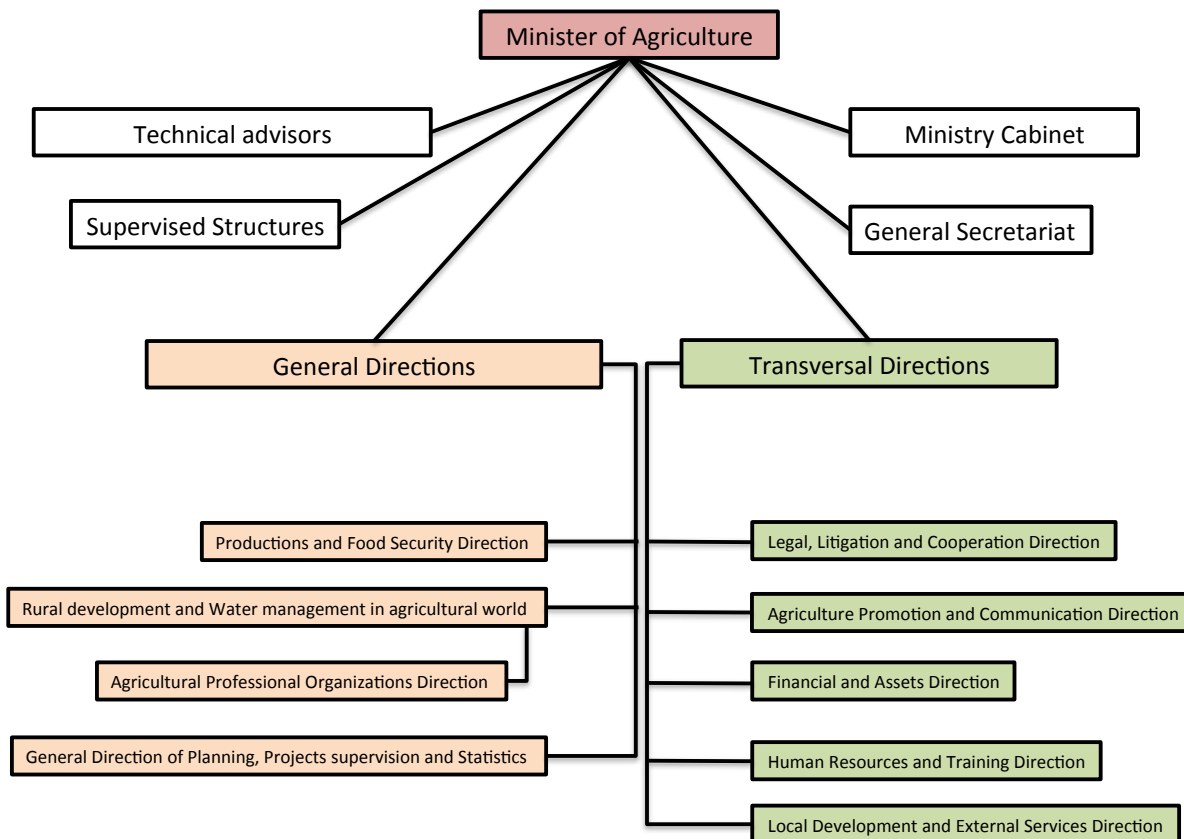 Minister of Agriculture
Technical advisors
Ministry Cabinet
Supervised Structures
General Secretariat
General Directions
Transversal Directions
Productions and Food Security Direction
Legal, Litigation and Cooperation Direction
Rural development and Water management in agricultural world
Agriculture Promotion and Communication Direction
Agricultural Professional Organizations Direction
Financial and Assets Direction
General Direction of Planning, Projects supervision and Statistics
Human Resources and Training Direction
Local Development and External Services Direction